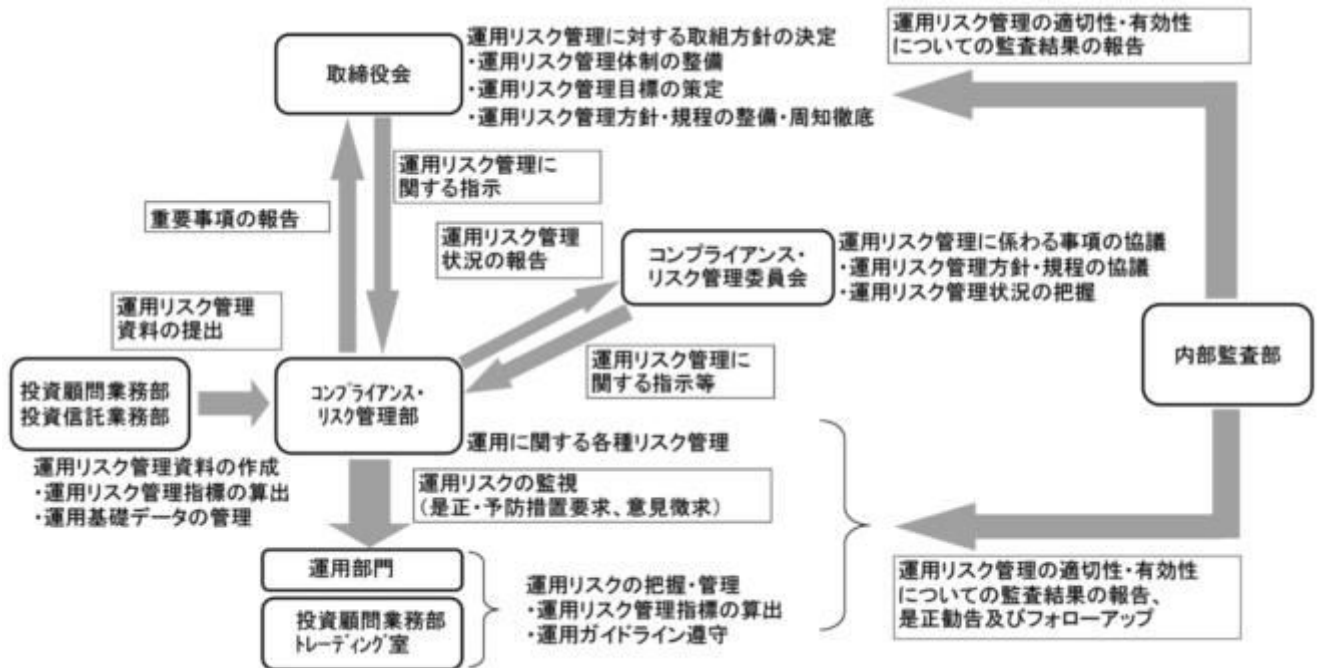 取締役会
運用リスク管理に対する取組方針の決定
・運用リスク管理体制の整備
・運用リスク管理目標の策定
・運用リスク管理方針・規程の整備・周知徹底
運用リスク管理の適切性・有効性
についての監査結果の報告
運用リスク管理に
関する指示
重要事項の報告
運用リスク管理
状況の報告
コンプライアンス・
リスク管理委員会
運用リスク管理に係わる事項の協議
・運用リスク管理方針・規程の協議
・運用リスク管理状況の把握
運用リスク管理
資料の提出
運用リスク管理に
関する指示等
内部監査部
投資顧問業務部
投資信託業務部
コンプライアンス・
リスク管理部
運用に関する各種リスク管理
運用リスク管理資料の作成
・運用リスク管理指標の算出
・運用基礎データの管理
運用リスクの監視
(是正・予防措置要求、意見徴求)
運用部門
投資顧問業務部
トレーディング室
運用リスクの把握・管理
・運用リスク管理指標の算出
・運用ガイドライン遵守
運用リスク管理の適切性・有効性
についての監査結果の報告、
是正勧告及びフォローアップ